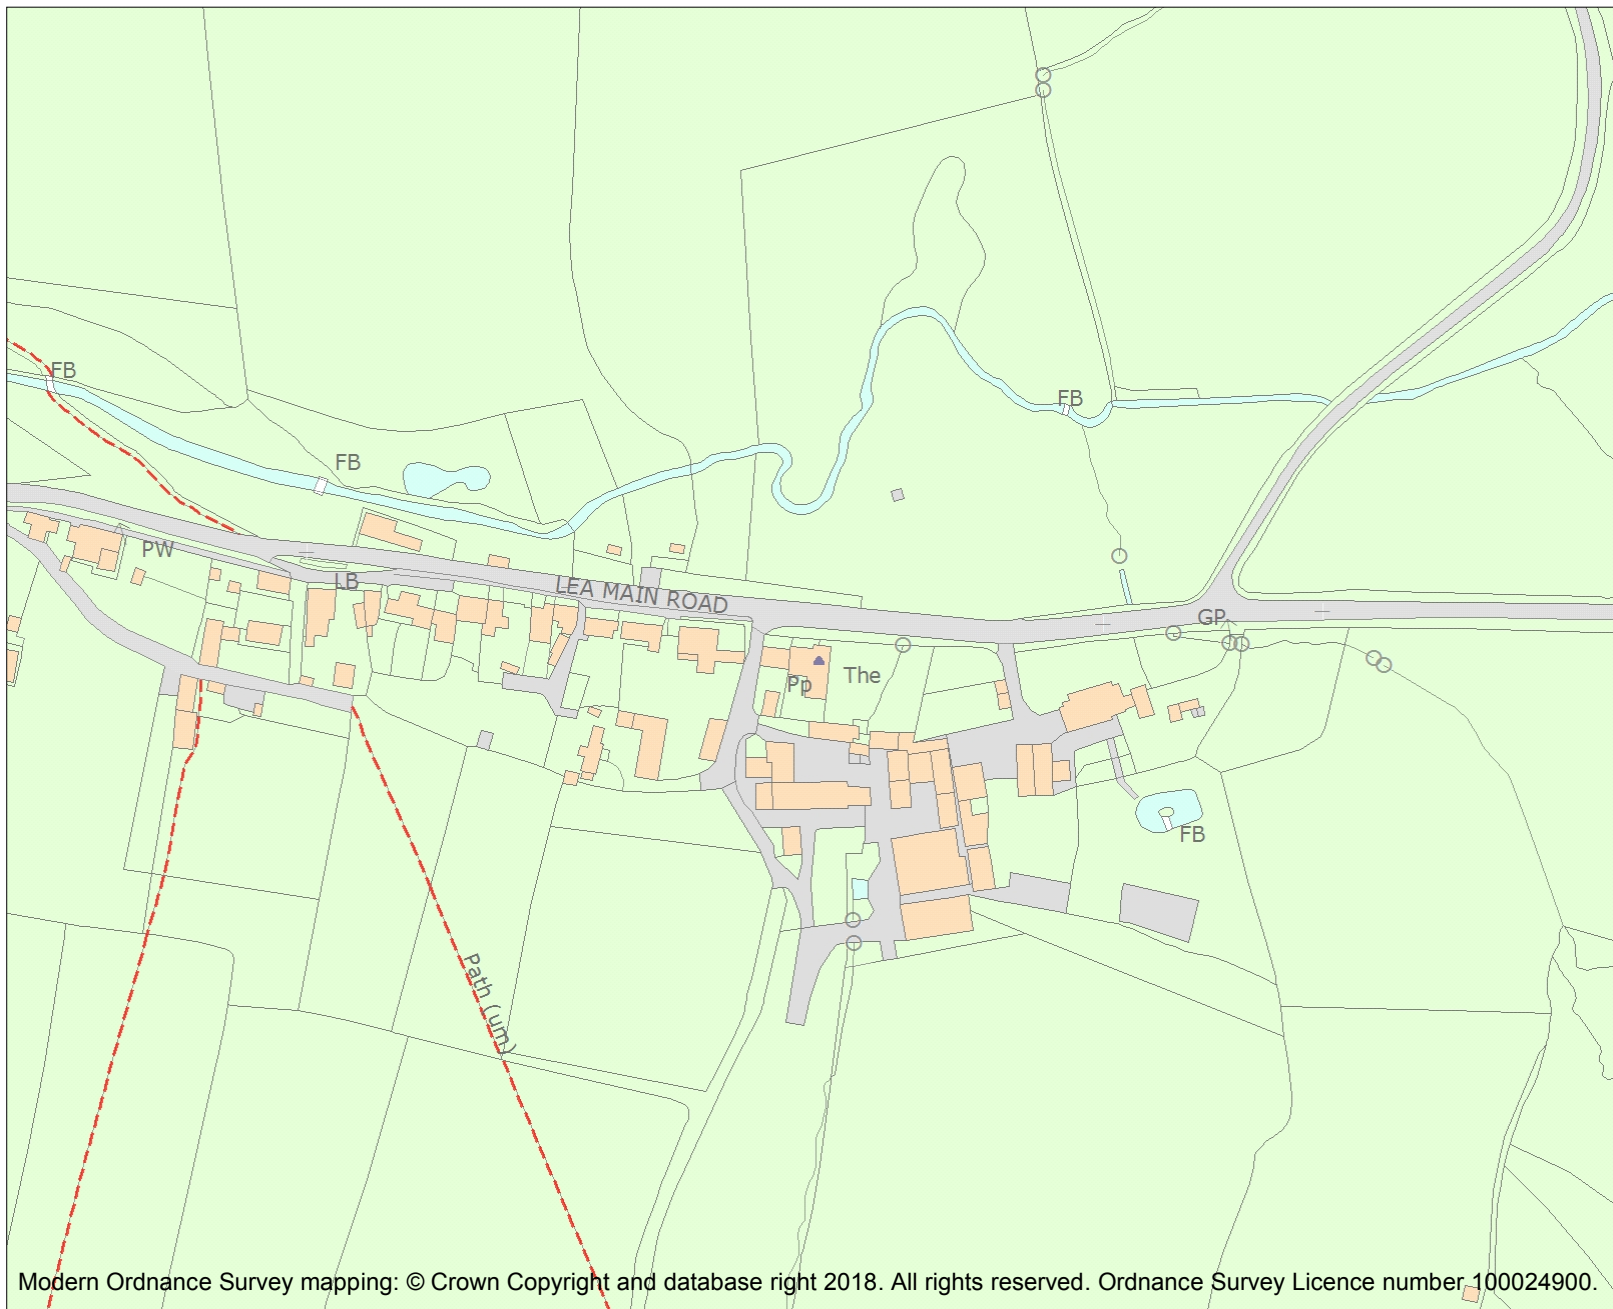 FB
FB
FB
PW
LB
LEA MAIN ROAD
GP
The
Pp
FB
Path (um)
Modern Ordnance Survey mapping: © Crown Copyright and database right 2018. All rights reserved. Ordnance Survey Licence number 100024900.